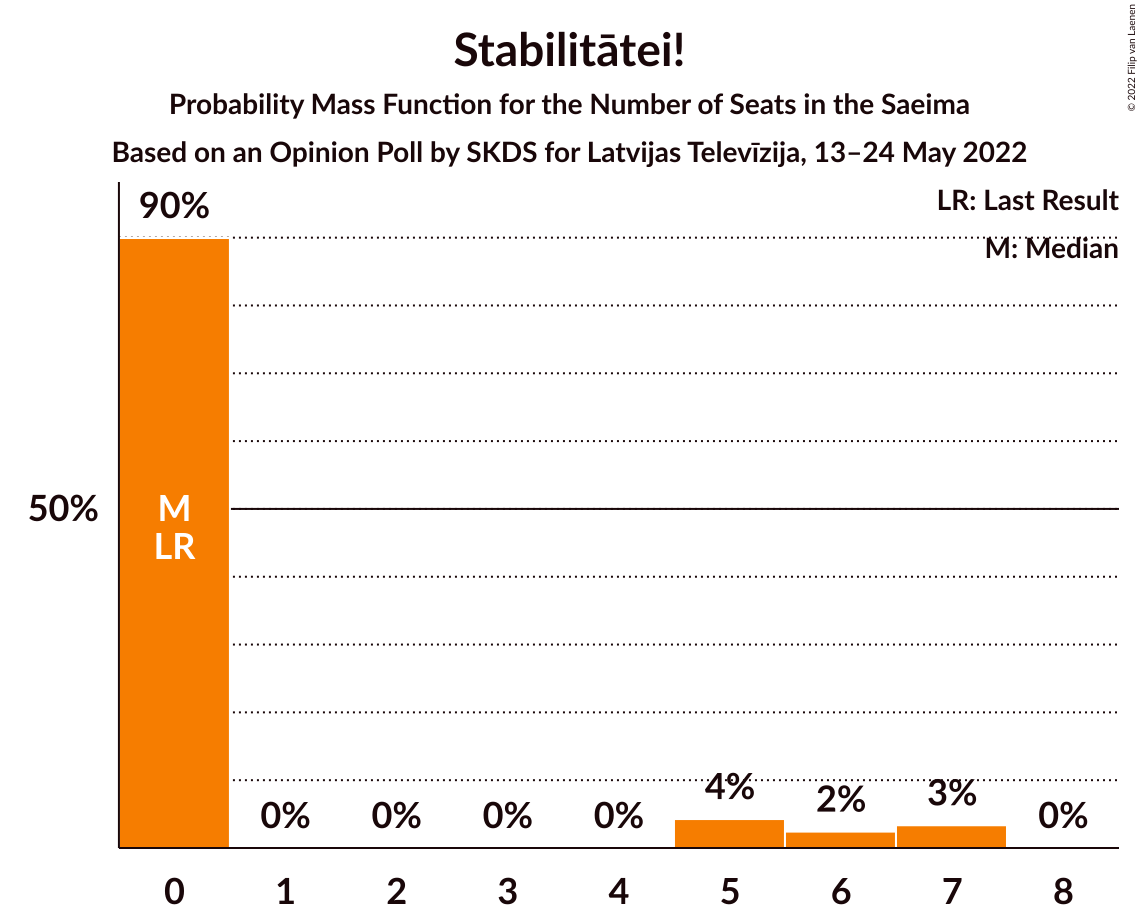 Stabilitātei!
Probability Mass Function for the Number of Seats in the Saeima
Based on an Opinion Poll by SKDS for Latvijas Televīzija, 13–24 May 2022
© 2022 Filip van Laenen
LR: Last Result
M: Median
90%
50%
M
LR
0% 0% 0% 0% 4% 2% 3% 0%
0 1 2 3 4 5 6 7 8